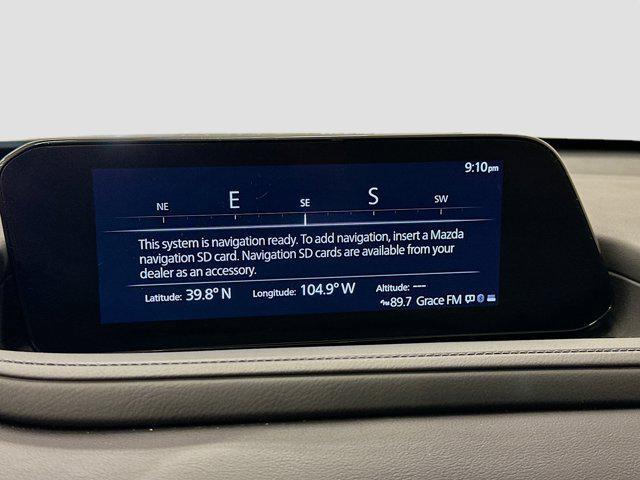 9:10pm
NE E SE S SW
This system is navigation ready. To add navigation, insert a Mazda
navigation SD card. Navigation SD cards are available from your
dealer as an accessory.
Latitude: 39.8° N Longitude: 104.9° W Altitude: ---
89.7 Grace FM